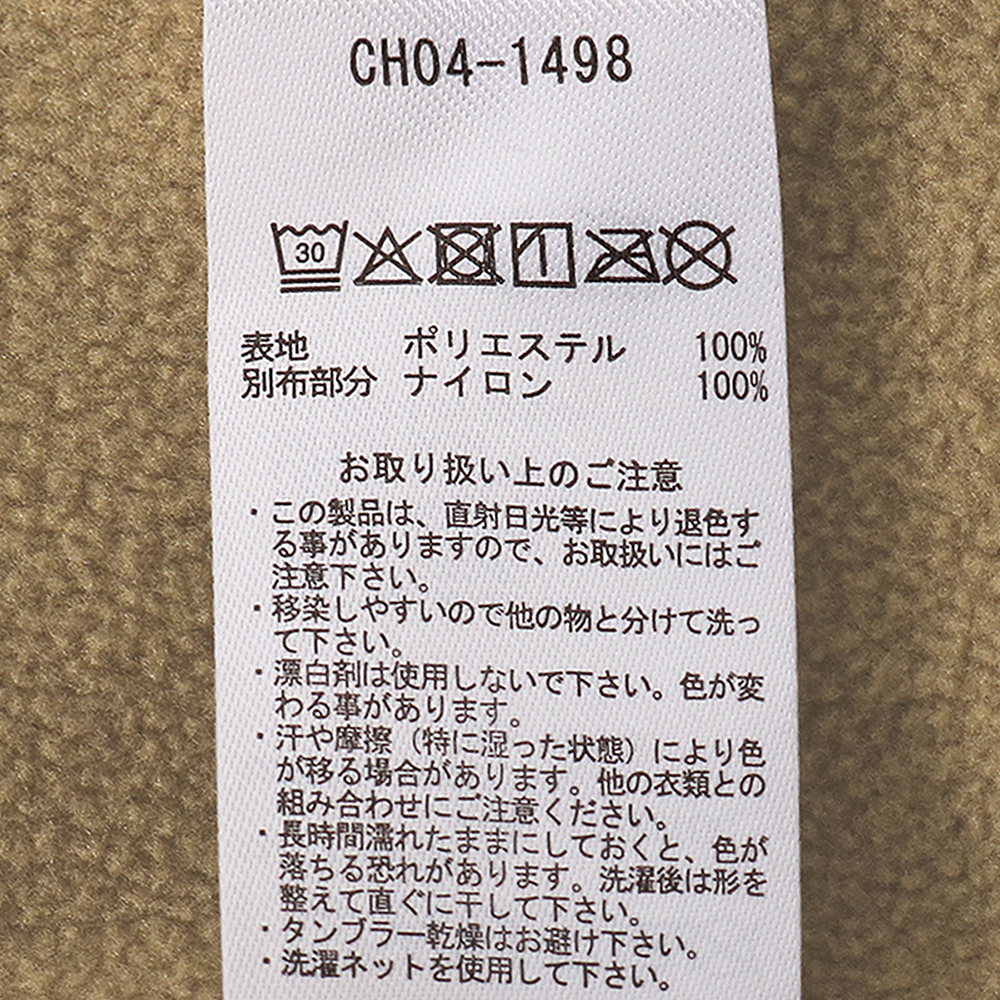 CH04-1498
30
表地 ポリエステル 100%
別布部分 ナイロン 100%
お取り扱い上のご注意
・この製品は、直射日光等により退色す
る事がありますので、お取扱いにはご
注意下さい。
・移染しやすいので他の物と分けて洗っ
て下さい。
・漂白剤は使用しないで下さい。色が変
わる事があります。
・汗や摩擦（特に湿った状態）により色
が移る場合があります。他の衣類との
組み合わせにご注意ください。
・長時間濡れたままにしておくと、色が
落ちる恐れがあります。洗濯後は形を
整えて直ぐに干して下さい。
・タンブラー乾燥はお避け下さい。
・洗濯ネットを使用して下さい。